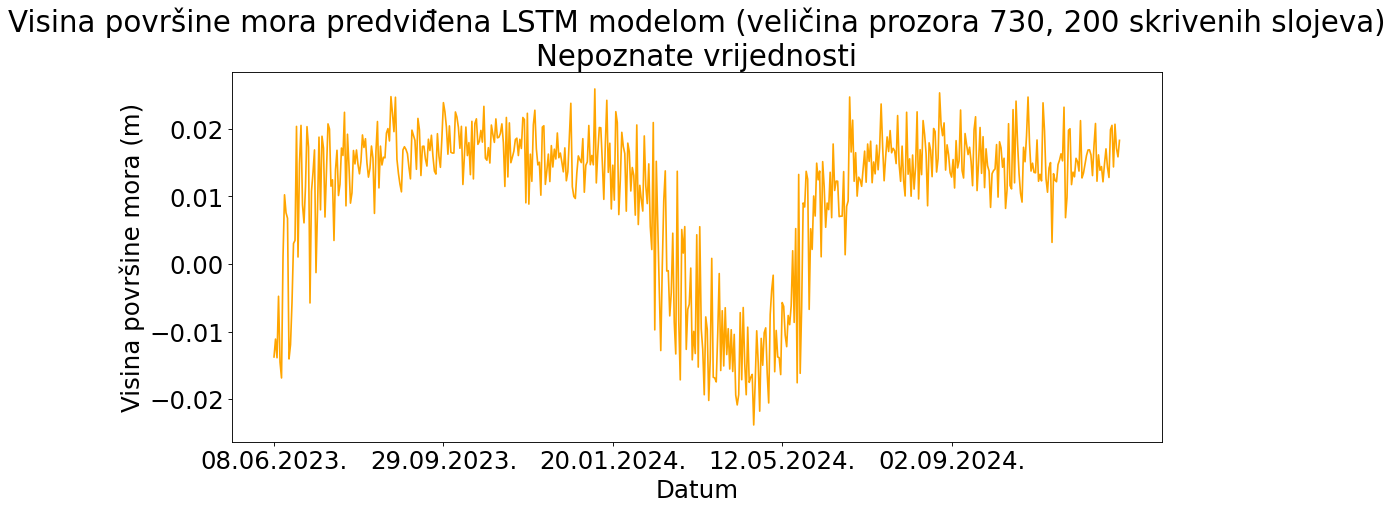 Visina površine mora predviđena LSTM modelom (veličina prozora 730, 200 skrivenih slojeva)
Nepoznate vrijednosti
Visina površine mora (m)
0.02
0.01
0.00
−0.01
−0.02
08.06.2023. 29.09.2023. 20.01.2024. 12.05.2024. 02.09.2024.
Datum